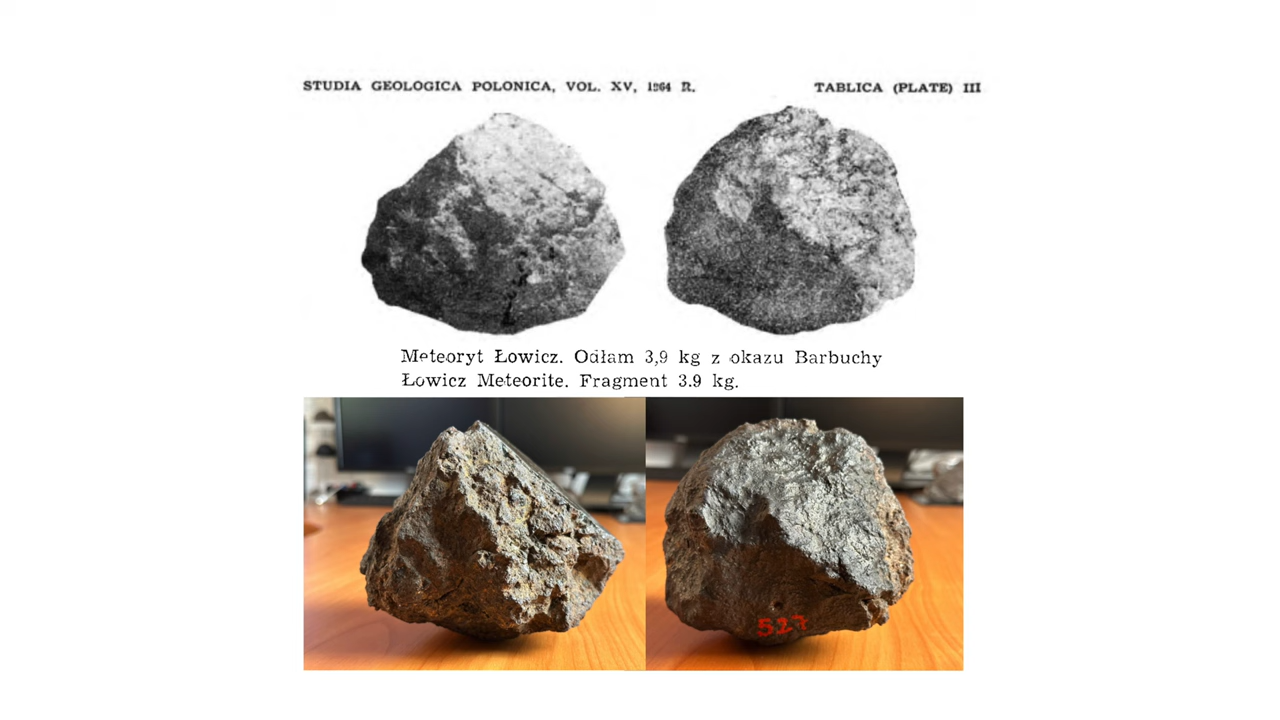 STUDIA GEOLOGICA POLONICA, VOL. XV, 1964 R.
TABLICA (PLATE) III
Meteoryt Łowicz. Odłam 3,9 kg z okazu Barbuchy
Łowicz Meteorite. Fragment 3.9 kg.
527